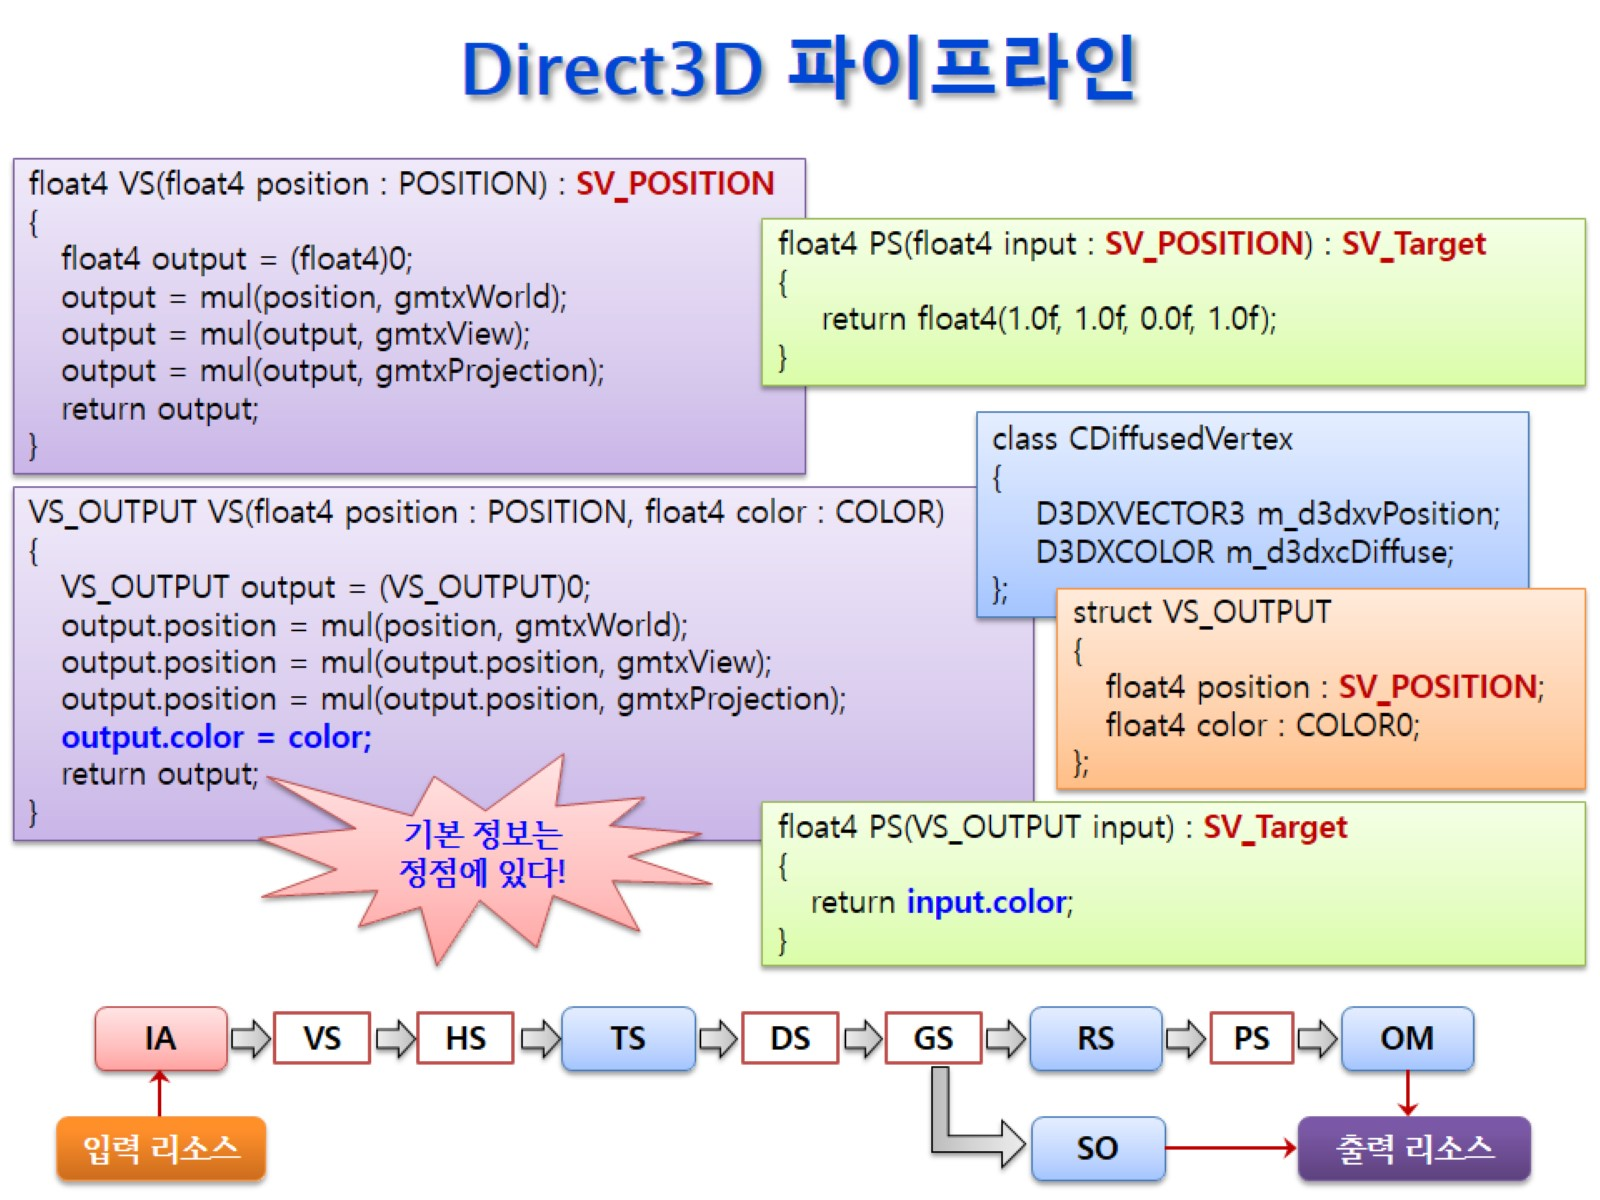 Direct3D 파이프라인
float4 VS(float4 position : POSITION) : SV_POSITION
{
float4 output = (float4)0;
output = mul(position, gmtxWorld);
output = mul(output, gmtxView);
output = mul(output, gmtxProjection);
return output;
}
float4 PS(float4 input : SV_POSITION) : SV_Target
{
return float4(1.0f, 1.0f, 0.0f, 1.0f);
}
VS_OUTPUT VS(float4 position : POSITION, float4 color : COLOR)
{
VS_OUTPUT output = (VS_OUTPUT)0;
output.position = mul(position, gmtxWorld);
output.position = mul(output.position, gmtxView);
output.position = mul(output.position, gmtxProjection);
output.color = color;
return output;
}
class CDiffusedVertex
{
D3DXVECTOR3 m_d3dxvPosition;
D3DXCOLOR m_d3dxcDiffuse;
};
struct VS_OUTPUT
{
float4 position : SV_POSITION;
float4 color : COLOR0;
};
기본 정보는
정점에 있다!
float4 PS(VS_OUTPUT input) : SV_Target
{
return input.color;
}
IA
VS
HS
TS
DS
GS
RS
PS
OM
입력 리소스
SO
출력 리소스